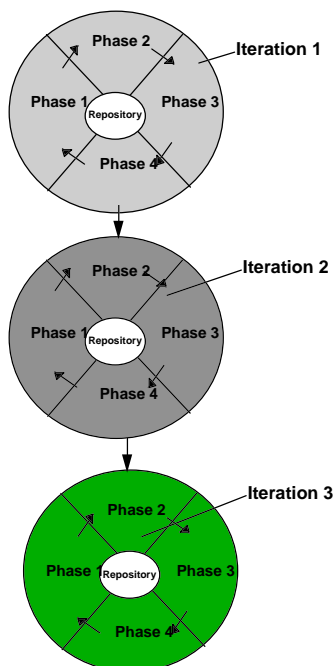 Phase 2
Iteration 1
Phase 1
Phase 3
Repository
Phase 4
Phase 2
Iteration 2
Phase 1
Phase 3
Repository
Phase 4
Iteration 3
Phase 2
Phase 1
Repository
Phase 3
Phase 4